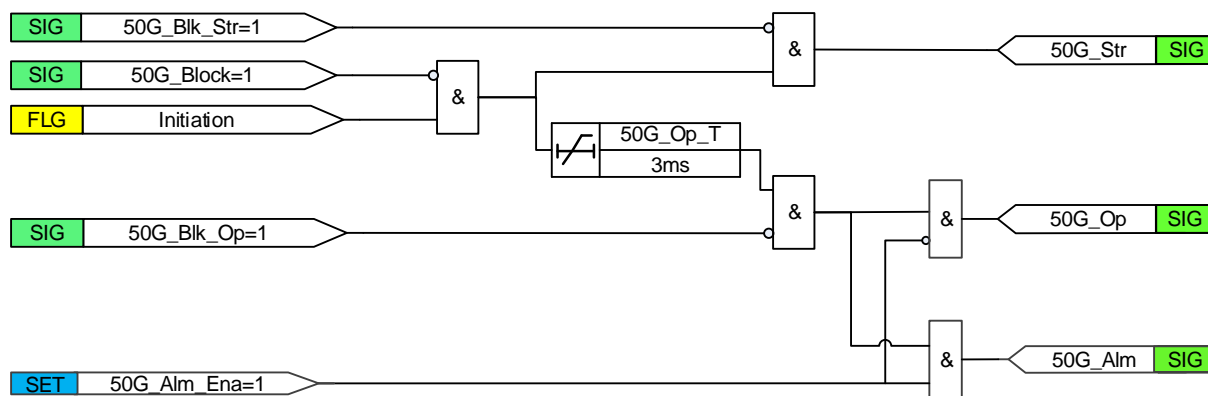 SIG 50G_Blk_Str=1
&
50G_Str SIG
SIG 50G_Block=1
&
FLG Initiation
50G_Op_T
3ms
&
&
50G_Op SIG
SIG 50G_Blk_Op=1
&
50G_Alm SIG
SET 50G_Alm_Ena=1